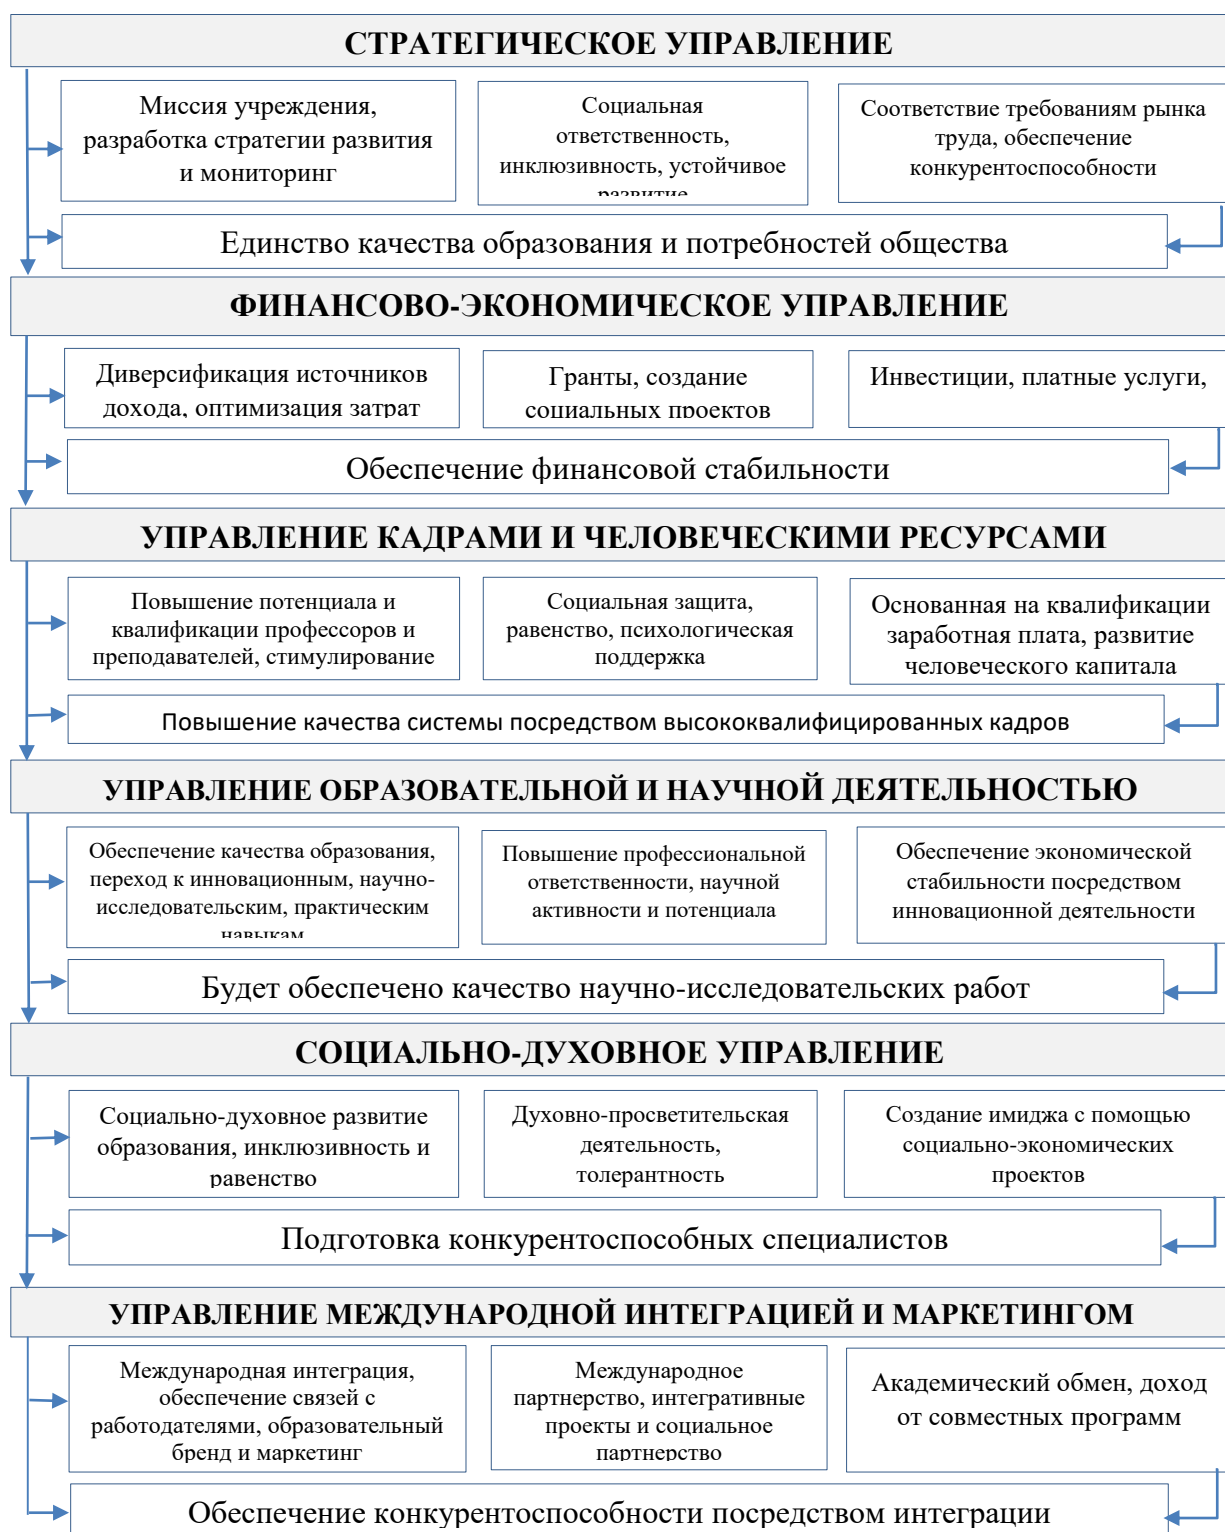 СТРАТЕГИЧЕСКОЕ УПРАВЛЕНИЕ
Миссия учреждения,
разработка стратегии развития
и мониторинг
Социальная
ответственность,
инклюзивность, устойчивое
развитие
Соответствие требованиям рынка
труда, обеспечение
конкурентоспособности
Единство качества образования и потребностей общества
ФИНАНСОВО-ЭКОНОМИЧЕСКОЕ УПРАВЛЕНИЕ
Диверсификация источников
дохода, оптимизация затрат
Гранты, создание
социальных проектов
Инвестиции, платные услуги,
Обеспечение финансовой стабильности
УПРАВЛЕНИЕ КАДРАМИ И ЧЕЛОВЕЧЕСКИМИ РЕСУРСАМИ
Повышение потенциала и
квалификации профессоров и
преподавателей, стимулирование
Социальная защита,
равенство, психологическая
поддержка
Основанная на квалификации
заработная плата, развитие
человеческого капитала
Повышение качества системы посредством высококвалифицированных кадров
УПРАВЛЕНИЕ ОБРАЗОВАТЕЛЬНОЙ И НАУЧНОЙ ДЕЯТЕЛЬНОСТЬЮ
Обеспечение качества образования,
переход к инновационным, научно-
исследовательским, практическим
навыкам
Повышение профессиональной
ответственности, научной
активности и потенциала
Обеспечение экономической
стабильности посредством
инновационной деятельности
Будет обеспечено качество научно-исследовательских работ
СОЦИАЛЬНО-ДУХОВНОЕ УПРАВЛЕНИЕ
Социально-духовное развитие
образования, инклюзивность и
равенство
Духовно-просветительская
деятельность,
толерантность
Создание имиджа с помощью
социально-экономических
проектов
Подготовка конкурентоспособных специалистов
УПРАВЛЕНИЕ МЕЖДУНАРОДНОЙ ИНТЕГРАЦИЕЙ И МАРКЕТИНГОМ
Международная интеграция,
обеспечение связей с
работодателями, образовательный
бренд и маркетинг
Международное
партнерство, интегративные
проекты и социальное
партнерство
Академический обмен, доход
от совместных программ
Обеспечение конкурентоспособности посредством интеграции